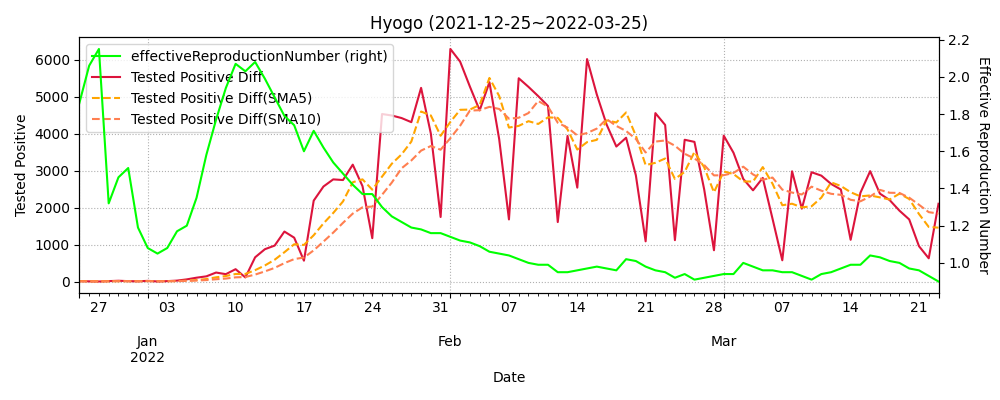 Hyogo (2021-12-25~2022-03-25)
effectiveReproductionNumber (right)
Tested Positive Diff
Tested Positive Diff(SMA5)
Tested Positive Diff(SMA10)
Tested Positive
6000
5000
4000
3000
2000
1000
0
2.2
2.0
1.8
1.6
1.4
1.2
1.0
Effective Reproduction Number
27 03 10 17 24 31 07 14 21 28 07 14 21
Jan Feb Mar
2022
Date